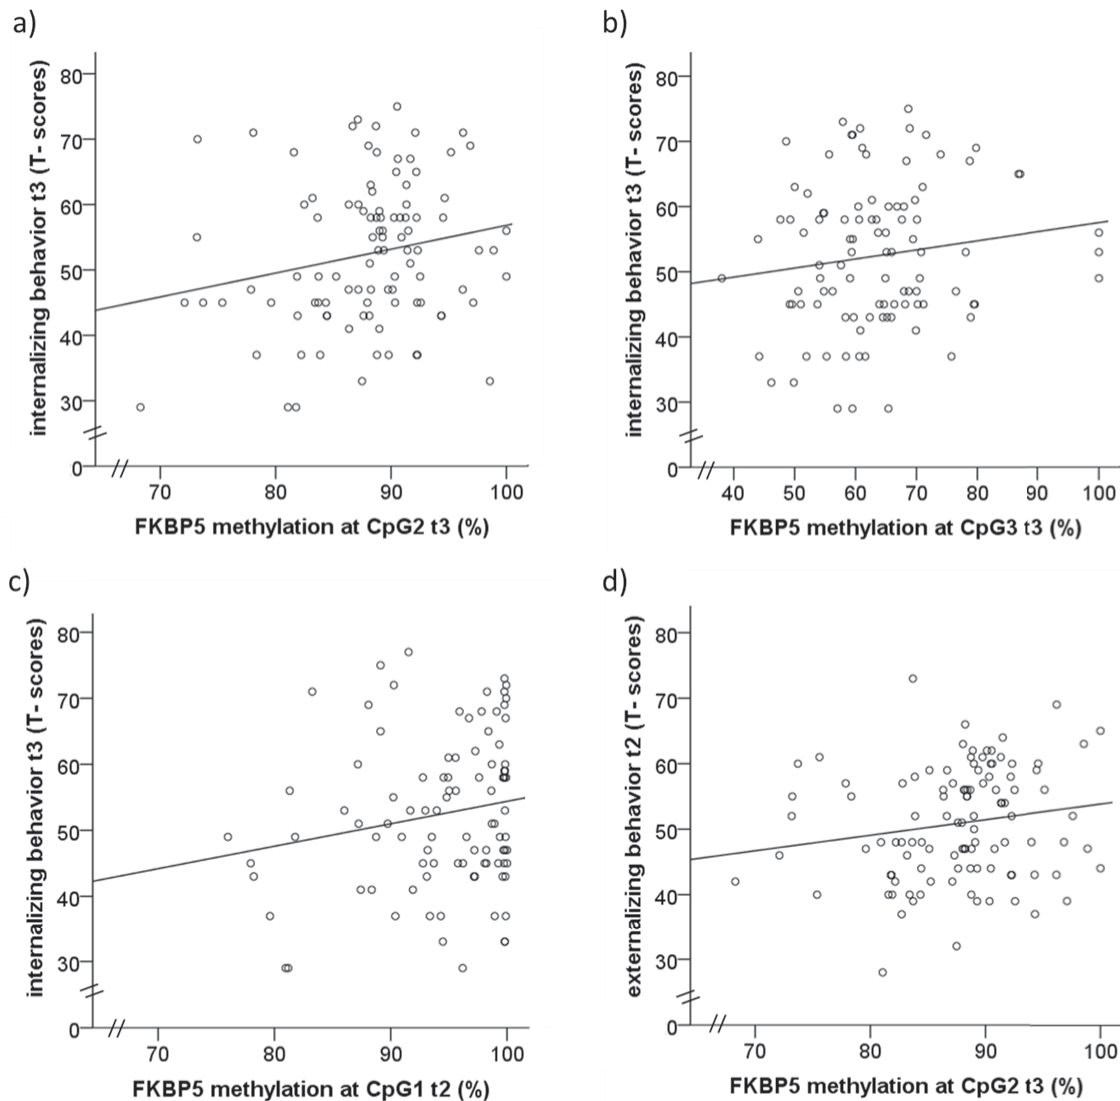 a)
internalizing behavior t3 (T- scores)
80
70
60
50
40
30
0
70 80 90 100
FKBP5 methylation at CpG2 t3 (%)
b)
internalizing behavior t3 (T- scores)
80
70
60
50
40
30
0
40 50 60 70 80 90 100
FKBP5 methylation at CpG3 t3 (%)
c)
internalizing behavior t3 (T- scores)
80
70
60
50
40
30
0
70 80 90 100
FKBP5 methylation at CpG1 t2 (%)
d)
externalizing behavior t2 (T- scores)
80
70
60
50
40
30
0
70 80 90 100
FKBP5 methylation at CpG2 t3 (%)